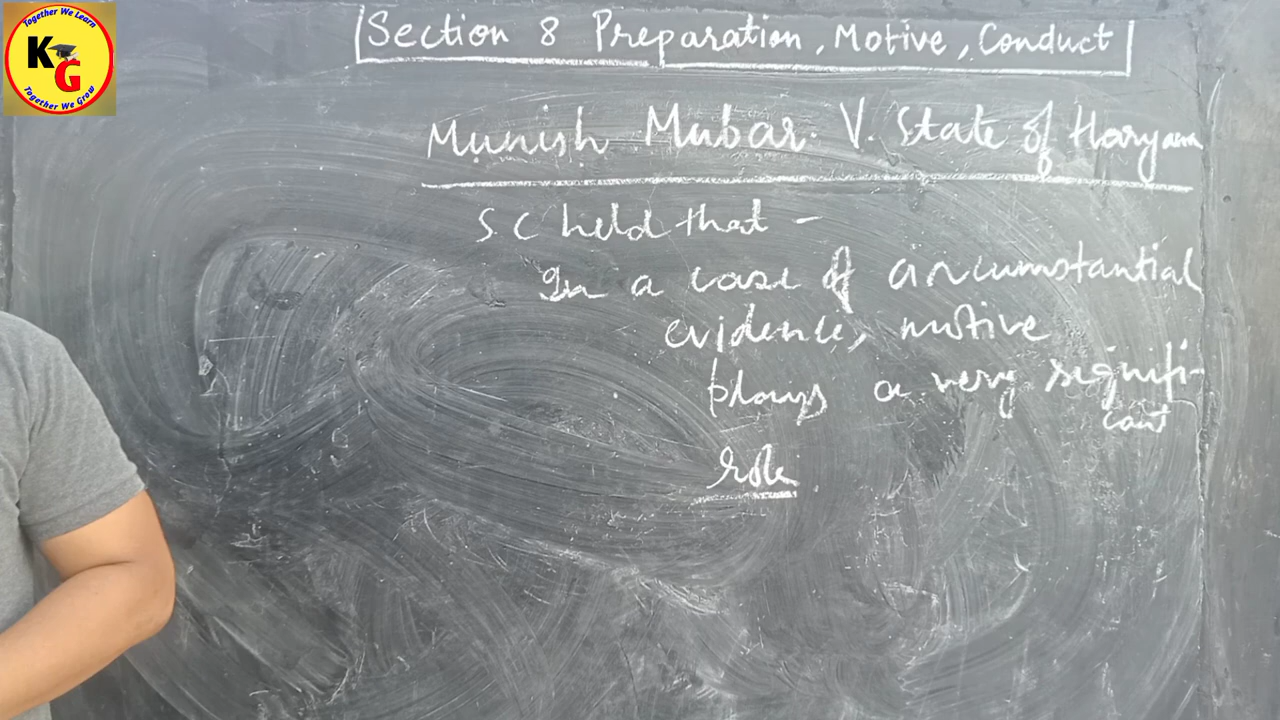 Together We Learn
KG
Together We Grow
Section 8 Preparation, Motive, Conduct
Munish Mubar. V. State of Haryana
SC held that -
In a case of circumstantial
evidence, motive
plays a very signifi-
cant
role